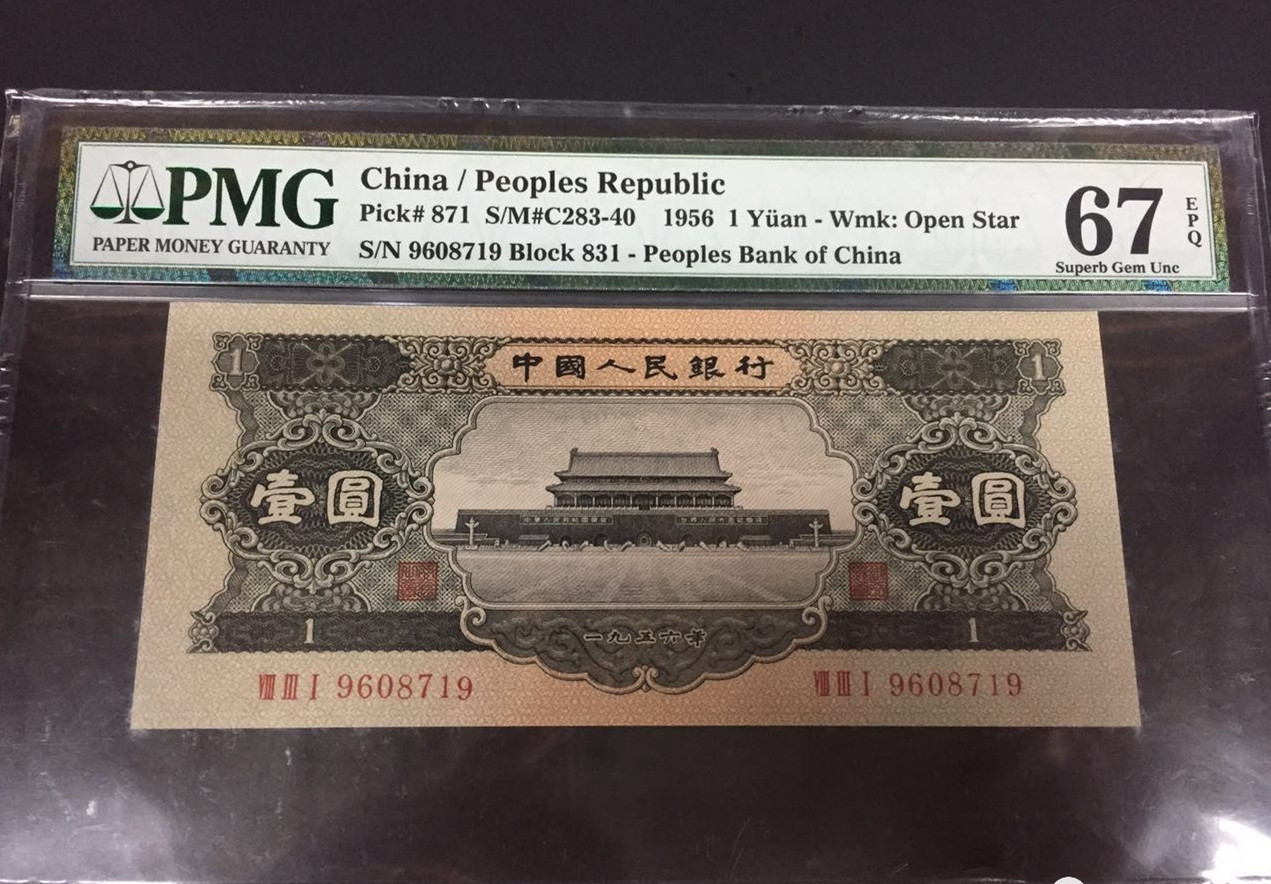 PMG
PAPER MONEY GUARANTY
China / Peoples Republic
Pick# 871 S/M#C283-40 1956 1 Yüan - Wmk: Open Star
S/N 9608719 Block 831 - Peoples Bank of China
67
EPQ
Superb Gem Unc
1 中國人民銀行 1
壹圓 壹圓
1 一九五六年 1
VIII III I 9608719 VIII III I 9608719